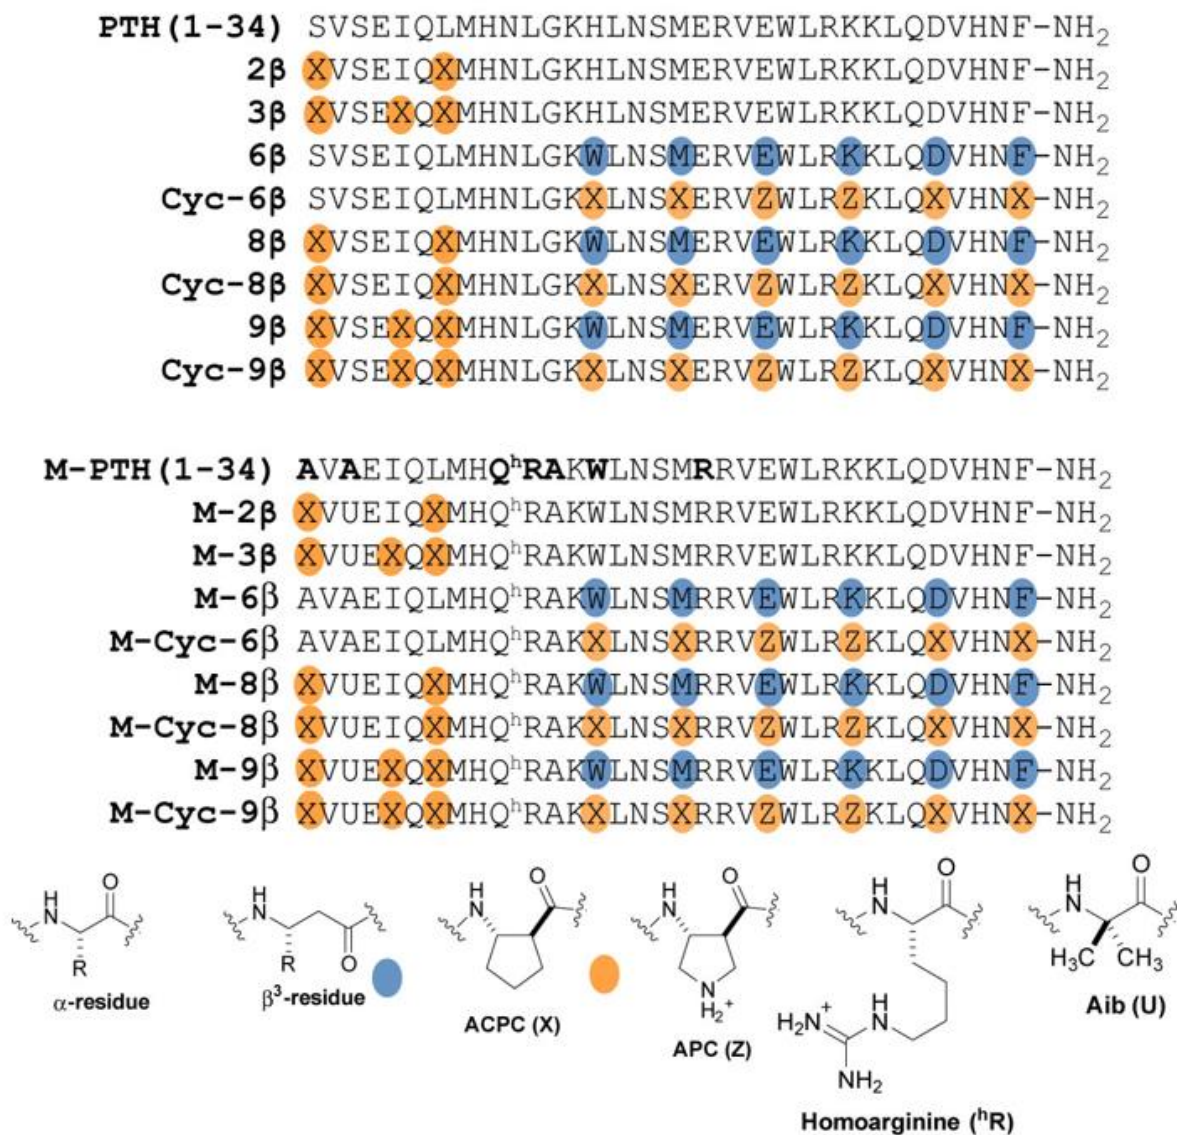 PTH(1-34) SVSEIQLMHNLGKHLNSMERVEWLRKKLQDVHNF-NH₂
2β XVSEIQXMHNLGKHLNSMERVEWLRKKLQDVHNF-NH₂
3β XVSEXQXMHNLGKHLNSMERVEWLRKKLQDVHNF-NH₂
6β SVSEIQLMHNLGKWLNSMERVEWLRKKLQDVHNF-NH₂
Cyc-6β SVSEIQLMHNLGKXLNSXERVZWLRZKLQXVHNX-NH₂
8β XVSEIQXMHNLGKWLNSMERVEWLRKKLQDVHNF-NH₂
Cyc-8β XVSEIQXMHNLGKXLNSXERVZWLRZKLQXVHNX-NH₂
9β XVSEXQXMHNLGKWLNSMERVEWLRKKLQDVHNF-NH₂
Cyc-9β XVSEXQXMHNLGKXLNSXERVZWLRZKLQXVHNX-NH₂
M-PTH(1-34) AVAEIQLMHQʰRAKWLNSMRRVEWLRKKLQDVHNF-NH₂
M-2β XVUEIQXMHQʰRAKWLNSMRRVEWLRKKLQDVHNF-NH₂
M-3β XVUEXQXMHQʰRAKWLNSMRRVEWLRKKLQDVHNF-NH₂
M-6β AVAEIQLMHQʰRAKWLNSMRRVEWLRKKLQDVHNF-NH₂
M-Cyc-6β AVAEIQLMHQʰRAKXLNSXRRVZWLRZKLQXVHNX-NH₂
M-8β XVUEIQXMHQʰRAKWLNSMRRVEWLRKKLQDVHNF-NH₂
M-Cyc-8β XVUEIQXMHQʰRAKXLNSXRRVZWLRZKLQXVHNX-NH₂
M-9β XVUEXQXMHQʰRAKWLNSMRRVEWLRKKLQDVHNF-NH₂
M-Cyc-9β XVUEXQXMHQʰRAKXLNSXRRVZWLRZKLQXVHNX-NH₂
H N O R
α-residue
H N R O
β³-residue
H N O
ACPC (X)
H N O N H₂⁺
APC (Z)
H N O H₂N⁺ H N NH₂
Homoarginine (ʰR)
H N O H₃C CH₃
Aib (U)